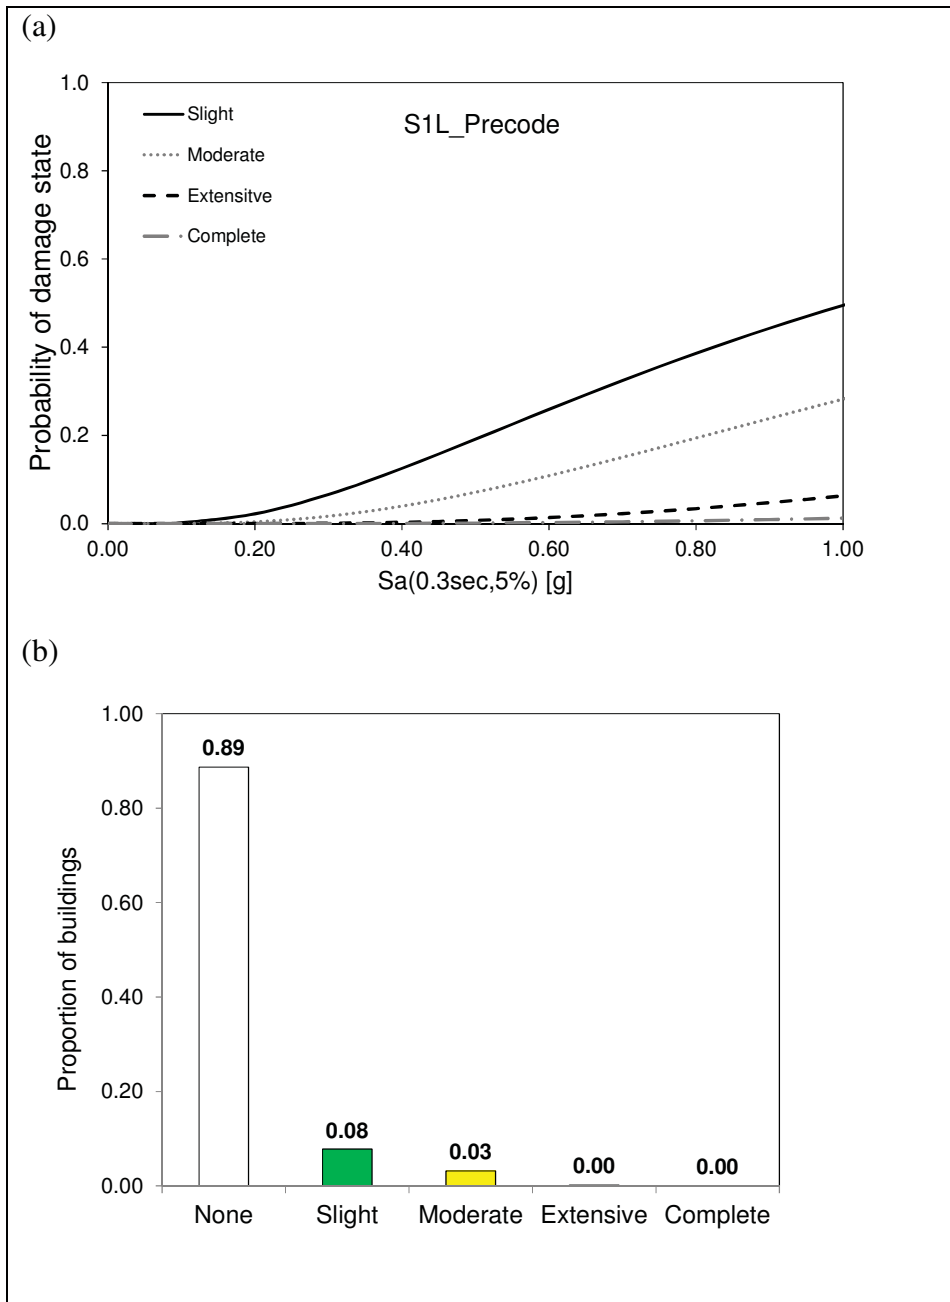 (a)
S1L_Precode
Slight
Moderate
Extensitve
Complete
Probability of damage state
1.0
0.8
0.6
0.4
0.2
0.0
0.00 0.20 0.40 0.60 0.80 1.00
Sa(0.3sec,5%) [g]
(b)
Proportion of buildings
1.00
0.80
0.60
0.40
0.20
0.00
0.89
0.08
0.03
0.00
0.00
None Slight Moderate Extensive Complete